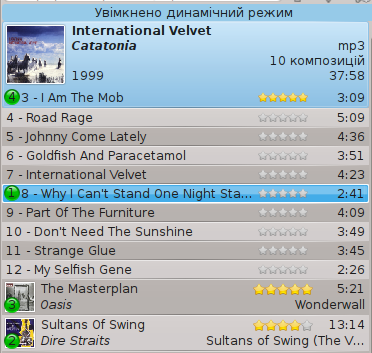 Увімкнено динамічний режим
International Velvet
Catatonia mp3
10 композицій
1999 37:58
4 3 - I Am The Mob 3:09
4 - Road Rage 5:09
5 - Johnny Come Lately 4:36
6 - Goldfish And Paracetamol 3:51
7 - International Velvet 4:23
1 8 - Why I Can't Stand One Night Sta... 2:41
9 - Part Of The Furniture 4:09
10 - Don't Need The Sunshine 3:49
11 - Strange Glue 3:45
12 - My Selfish Gene 2:26
The Masterplan 5:21
3 Oasis Wonderwall
Sultans Of Swing 13:14
2 Dire Straits Sultans of Swing (The V...